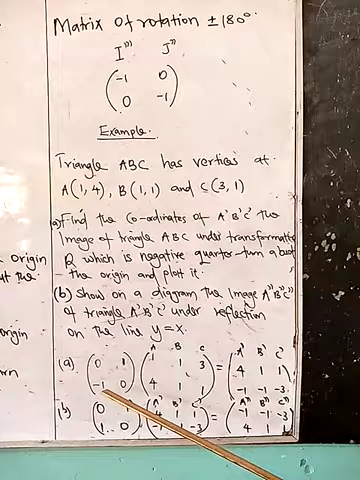 Matrix of rotation ±180°.
I''' J'''
-1 0
0 -1
Example.
Triangle ABC has vertices at
A(1,4), B(1,1) and C(3,1)
(a) Find the Co-ordinates of A'B'C' the
Image of triangle ABC under transformation
Q which is negative quarter-turn about
the origin and plot it.
(b) Show on a diagram the Image A"B"C"
of triangle A'B'C' under reflection
on the line y=x.
A B C A' B' C'
(a) (0 1) (1 1 3) = (4 1 1)
(-1 0) (4 1 1) (-1 -1 -3)
A' B' C' A" B" C"
(b) (0 1) (4 1 1) = (-1 -1 -3)
(1 0) (-1 -1 -3) (4 1 1)
origin
the
origin